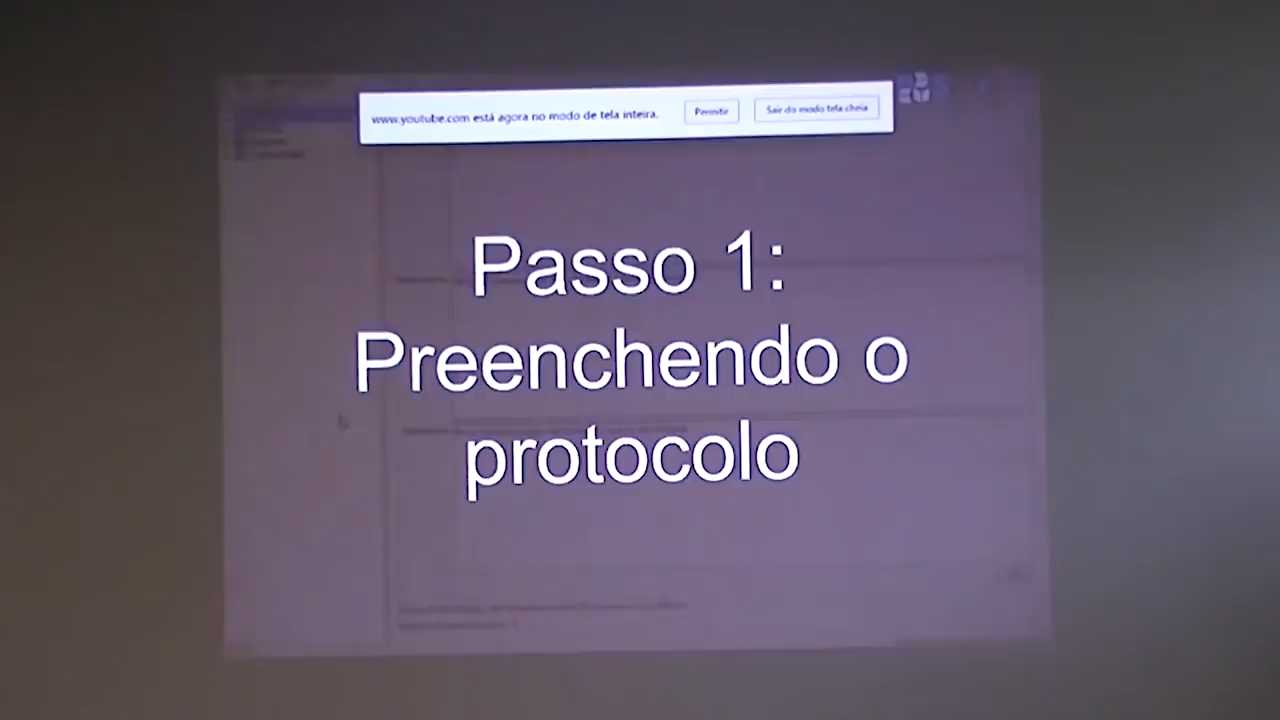 www.youtube.com está agora no modo de tela inteira. Permitir Sair do modo tela cheia
Passo 1:
Preenchendo o
protocolo